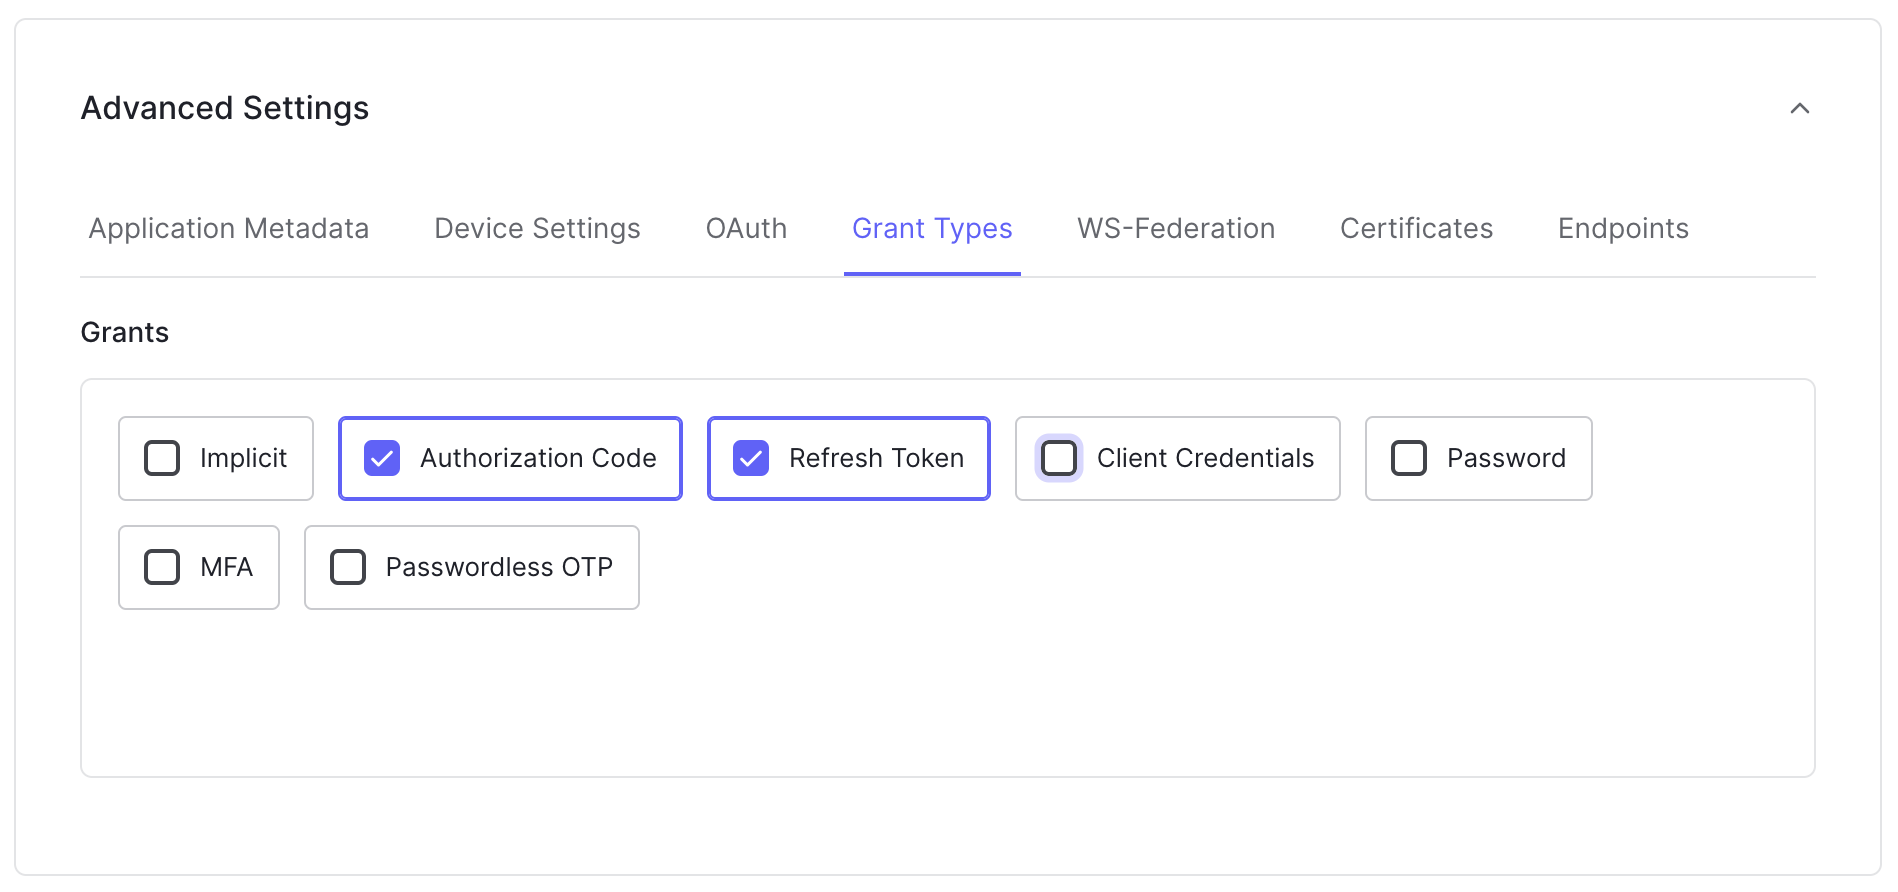 Advanced Settings
Application Metadata Device Settings OAuth Grant Types WS-Federation Certificates Endpoints
Grants
Implicit Authorization Code Refresh Token Client Credentials Password
MFA Passwordless OTP